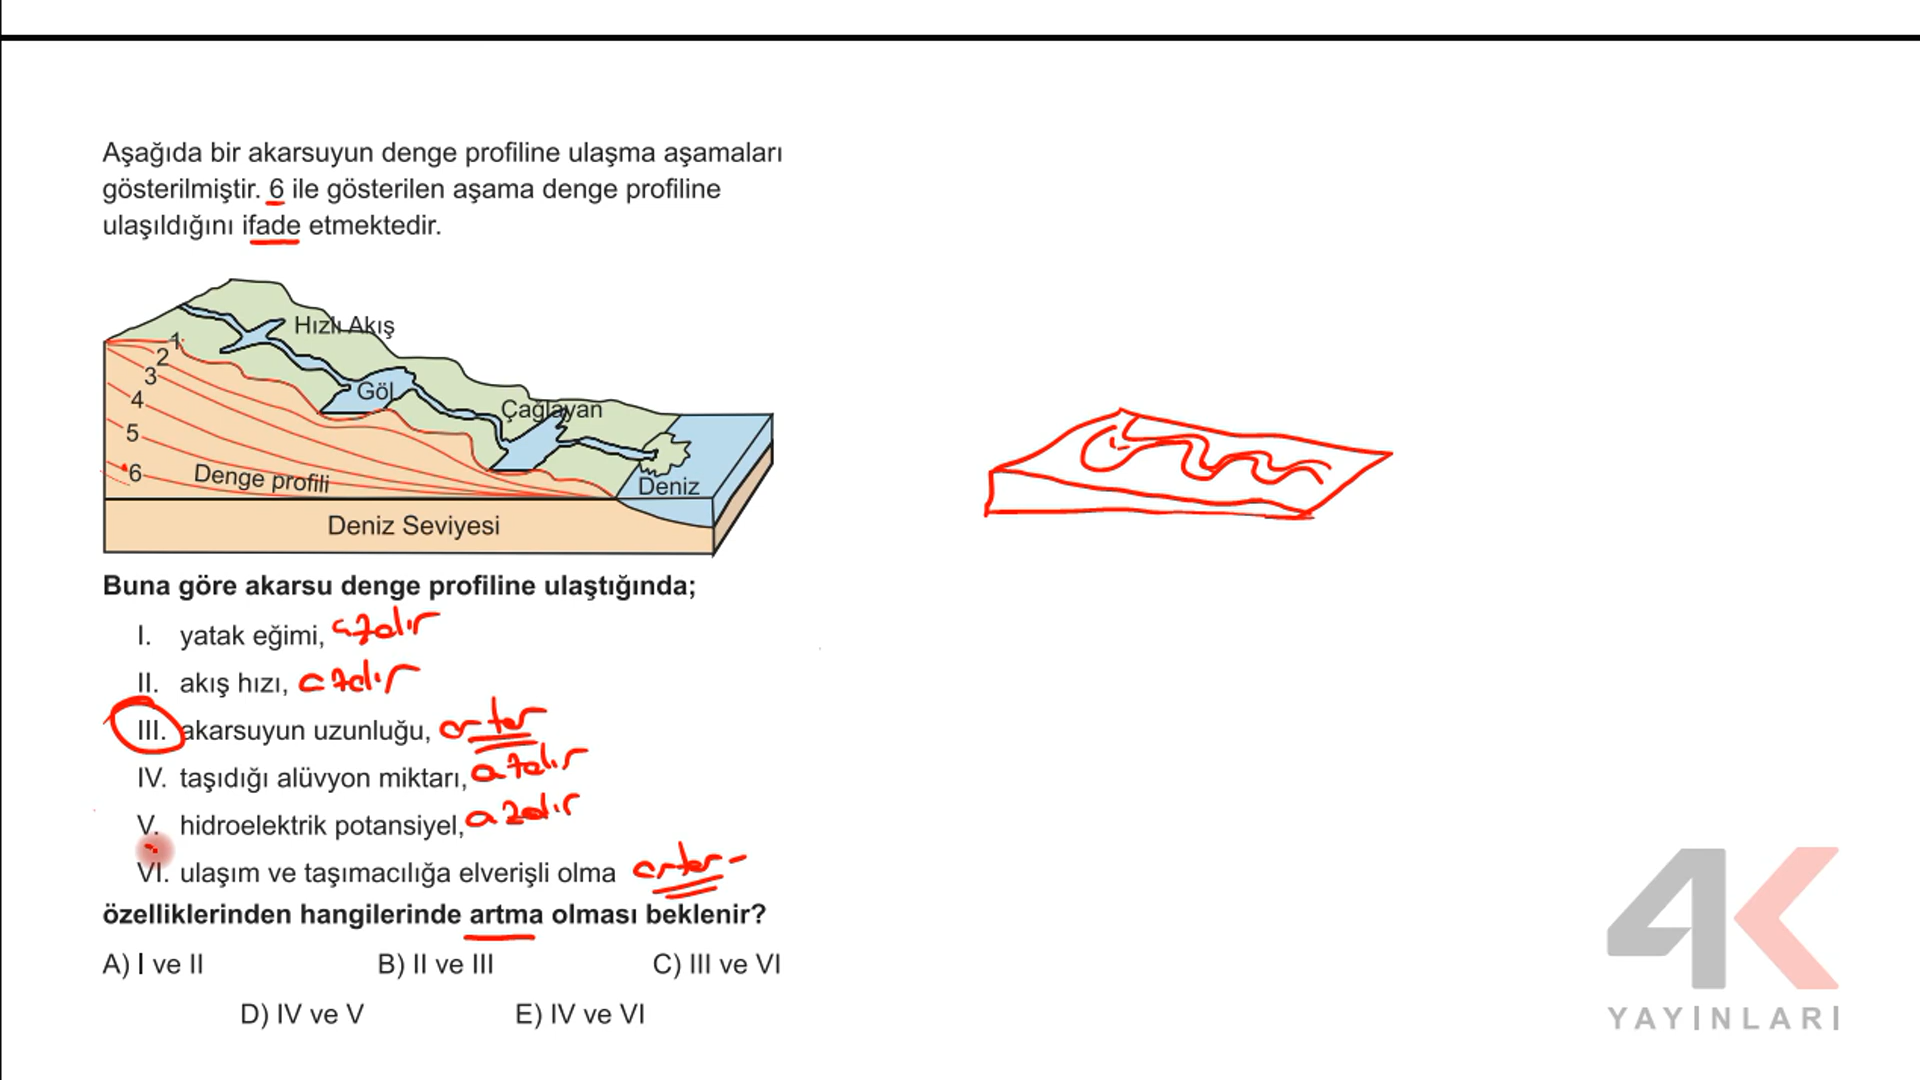 Aşağıda bir akarsuyun denge profiline ulaşma aşamaları
gösterilmiştir. 6 ile gösterilen aşama denge profiline
ulaşıldığını ifade etmektedir.
Hızlı Akış
1
2
3
Göl
4
Çağlayan
5
6
Denge profili
Deniz
Deniz Seviyesi
Buna göre akarsu denge profiline ulaştığında;
I. yatak eğimi, azalır
II. akış hızı, azalır
III. akarsuyun uzunluğu, artar
IV. taşıdığı alüvyon miktarı, azalır
V. hidroelektrik potansiyel, azalır
VI. ulaşım ve taşımacılığa elverişli olma artar
özelliklerinden hangilerinde artma olması beklenir?
A) I ve II B) II ve III C) III ve VI
D) IV ve V E) IV ve VI
4K
YAYINLARI